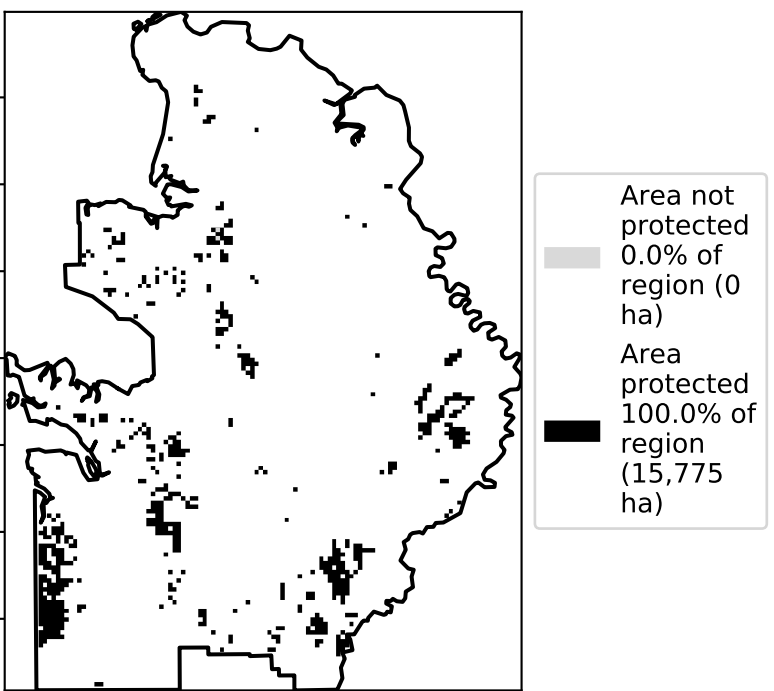 Area not
protected
0.0% of
region (0
ha)
Area
protected
100.0% of
region
(15,775
ha)